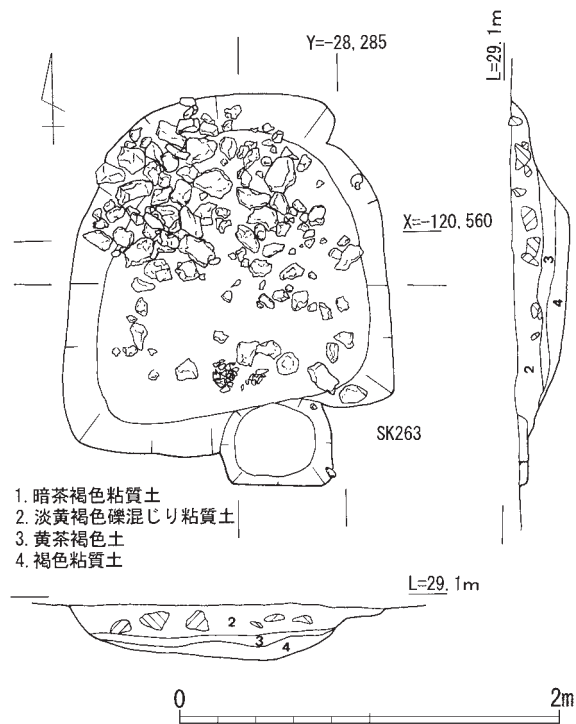 Y=-28,285
L=29.1m
X=-120,560
3
4
2
SK263
1. 暗茶褐色粘質土
2. 淡黄褐色礫混じり粘質土
3. 黄茶褐色土
4. 褐色粘質土
L=29.1m
2
3
4
0
2m